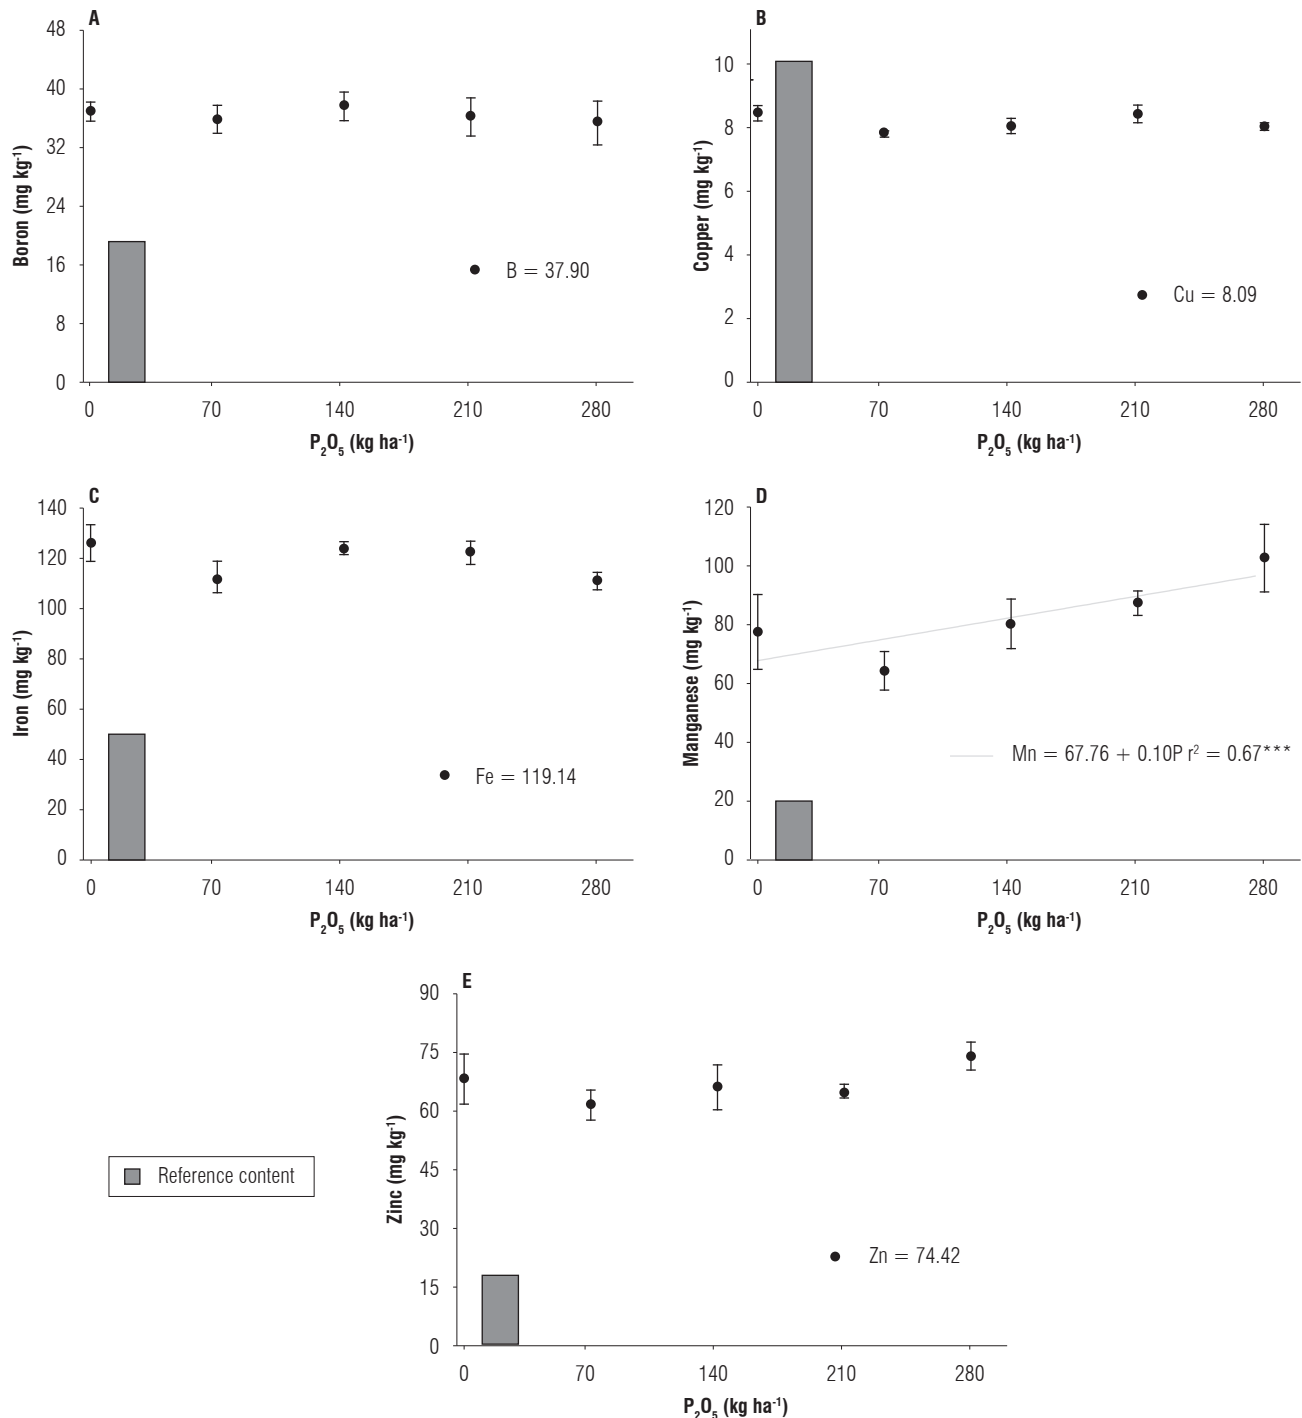 A
48
40
32
24
16
8
0
Boron (mg kg-1)
B = 37.90
0 70 140 210 280
P2O5 (kg ha-1)
B
10
8
6
4
2
0
Copper (mg kg-1)
Cu = 8.09
0 70 140 210 280
P2O5 (kg ha-1)
C
140
120
100
80
60
40
20
0
Iron (mg kg-1)
Fe = 119.14
0 70 140 210 280
P2O5 (kg ha-1)
D
120
100
80
60
40
20
0
Manganese (mg kg-1)
Mn = 67.76 + 0.10P r2 = 0.67***
0 70 140 210 280
P2O5 (kg ha-1)
E
90
75
60
45
30
15
0
Zinc (mg kg-1)
Zn = 74.42
0 70 140 210 280
P2O5 (kg ha-1)
Reference content